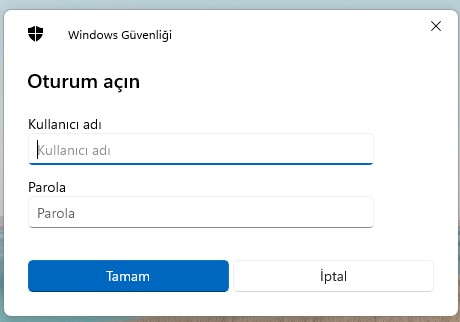 Windows Güvenliği
Oturum açın
Kullanıcı adı
Kullanıcı adı
Parola
Parola
Tamam İptal